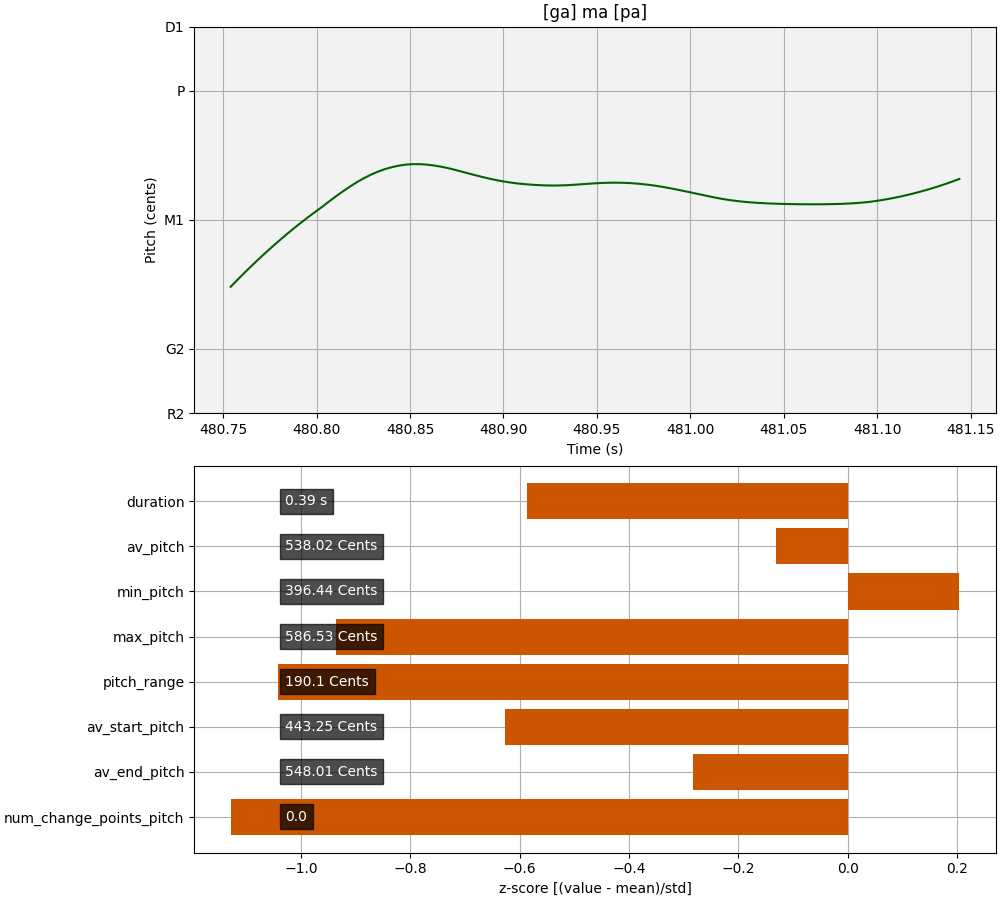 [ga] ma [pa]
D1
P
M1
G2
R2
Pitch (cents)
480.75 480.80 480.85 480.90 480.95 481.00 481.05 481.10 481.15
Time (s)
duration 0.39 s
av_pitch 538.02 Cents
min_pitch 396.44 Cents
max_pitch 586.53 Cents
pitch_range 190.1 Cents
av_start_pitch 443.25 Cents
av_end_pitch 548.01 Cents
num_change_points_pitch 0.0
−1.0 −0.8 −0.6 −0.4 −0.2 0.0 0.2
z-score [(value - mean)/std]